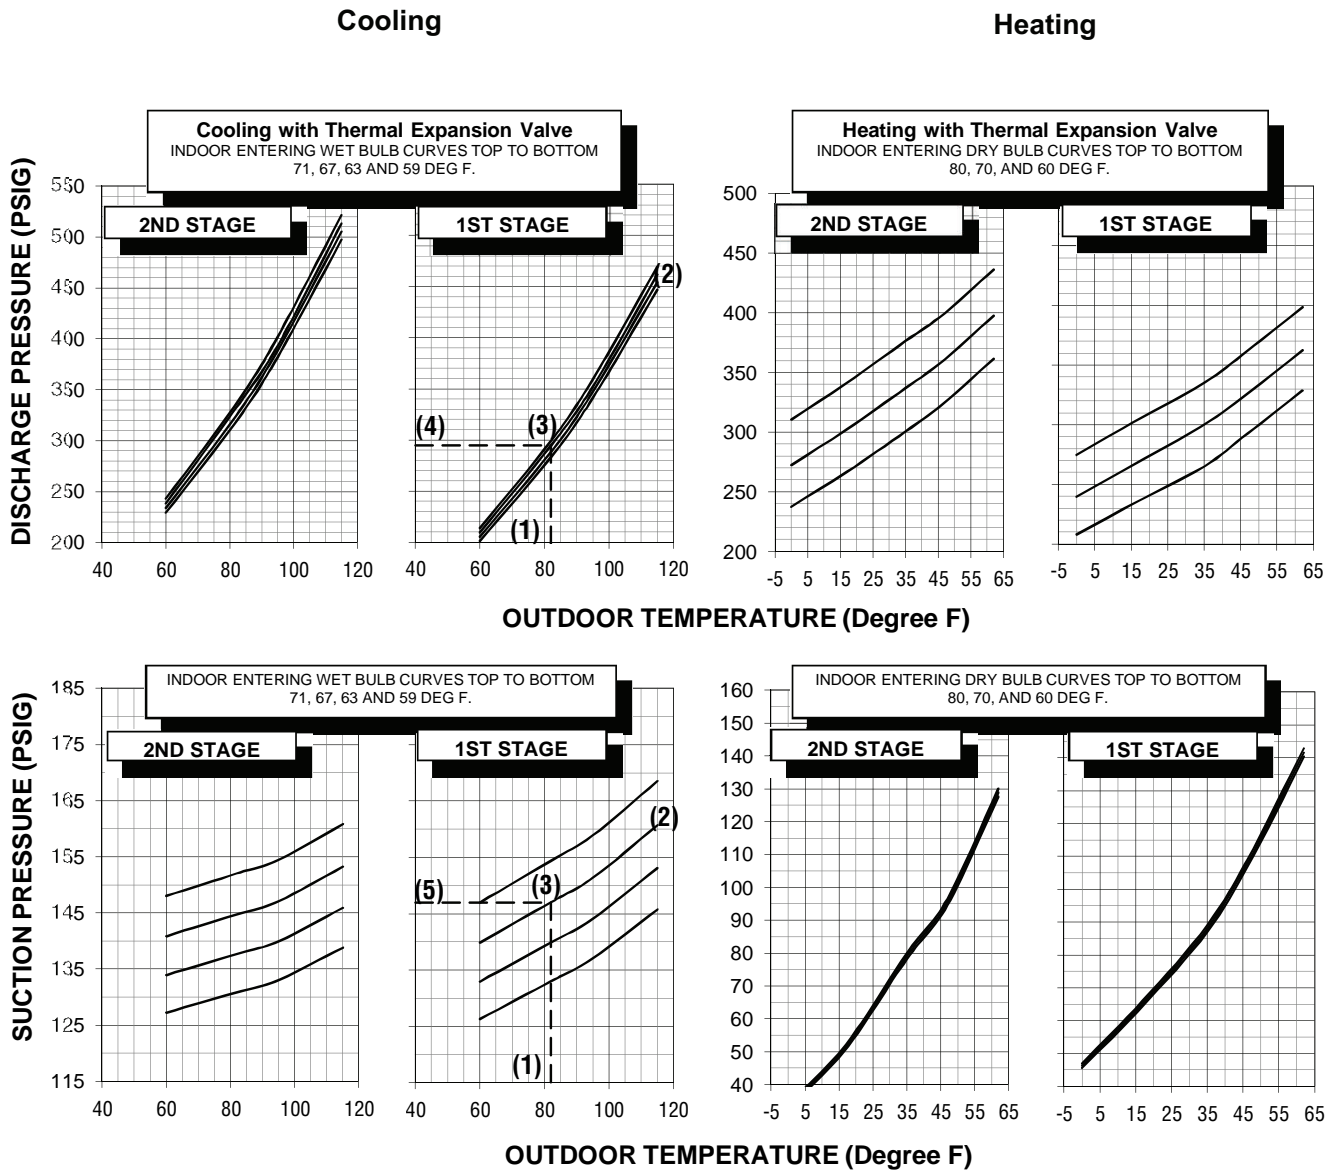 Cooling
Heating
Cooling with Thermal Expansion Valve
INDOOR ENTERING WET BULB CURVES TOP TO BOTTOM
71, 67, 63 AND 59 DEG F.
Heating with Thermal Expansion Valve
INDOOR ENTERING DRY BULB CURVES TOP TO BOTTOM
80, 70, AND 60 DEG F.
DISCHARGE PRESSURE (PSIG)
550
500
450
400
350
300
250
200
2ND STAGE
40 60 80 100 120
1ST STAGE
(2)
(4)
(3)
(1)
40 60 80 100 120
500
450
400
350
300
250
200
2ND STAGE
-5 5 15 25 35 45 55 65
1ST STAGE
-5 5 15 25 35 45 55 65
OUTDOOR TEMPERATURE (Degree F)
INDOOR ENTERING WET BULB CURVES TOP TO BOTTOM
71, 67, 63 AND 59 DEG F.
INDOOR ENTERING DRY BULB CURVES TOP TO BOTTOM
80, 70, AND 60 DEG F.
SUCTION PRESSURE (PSIG)
185
175
165
155
145
135
125
115
2ND STAGE
40 60 80 100 120
1ST STAGE
(2)
(5)
(3)
(1)
40 60 80 100 120
160
150
140
130
120
110
100
90
80
70
60
50
40
2ND STAGE
-5 5 15 25 35 45 55 65
1ST STAGE
-5 5 15 25 35 45 55 65
OUTDOOR TEMPERATURE (Degree F)